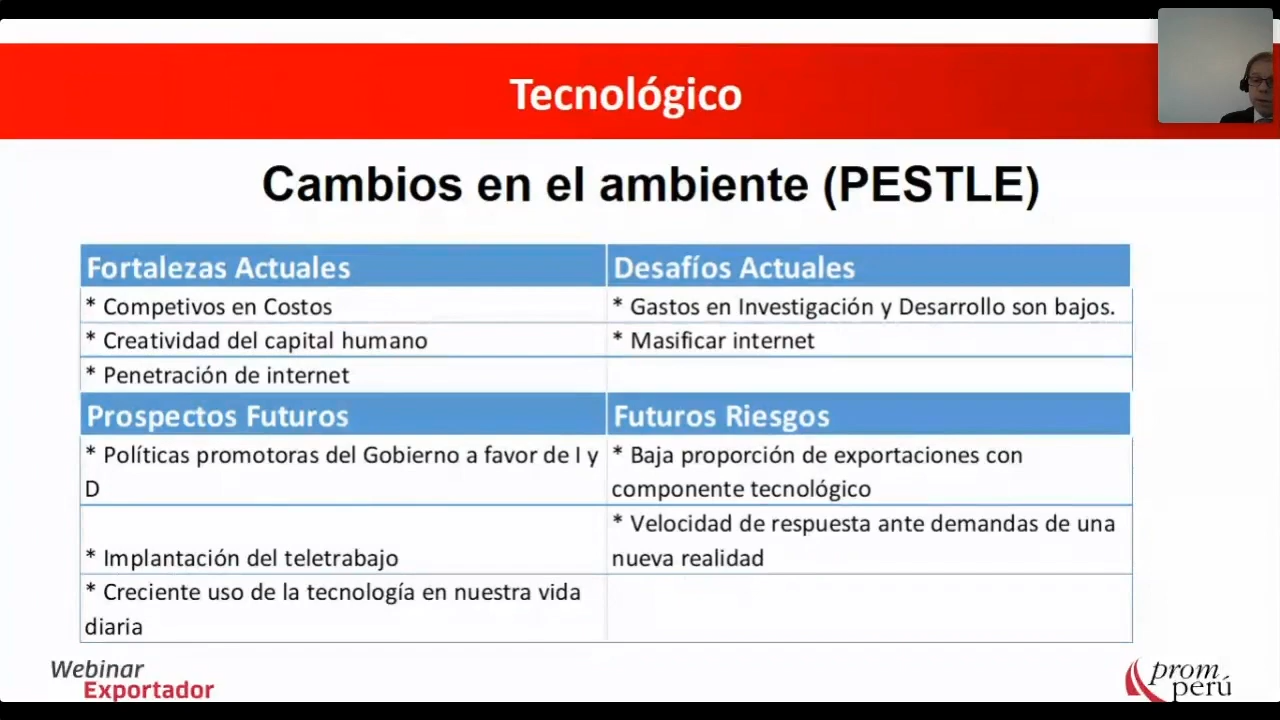 Tecnológico
Cambios en el ambiente (PESTLE)
Fortalezas Actuales
Desafíos Actuales
* Competivos en Costos
* Gastos en Investigación y Desarrollo son bajos.
* Creatividad del capital humano
* Masificar internet
* Penetración de internet
Prospectos Futuros
Futuros Riesgos
* Políticas promotoras del Gobierno a favor de I y
D
* Baja proporción de exportaciones con
componente tecnológico
* Implantación del teletrabajo
* Velocidad de respuesta ante demandas de una
nueva realidad
* Creciente uso de la tecnología en nuestra vida
diaria
Webinar
Exportador
prom
perú